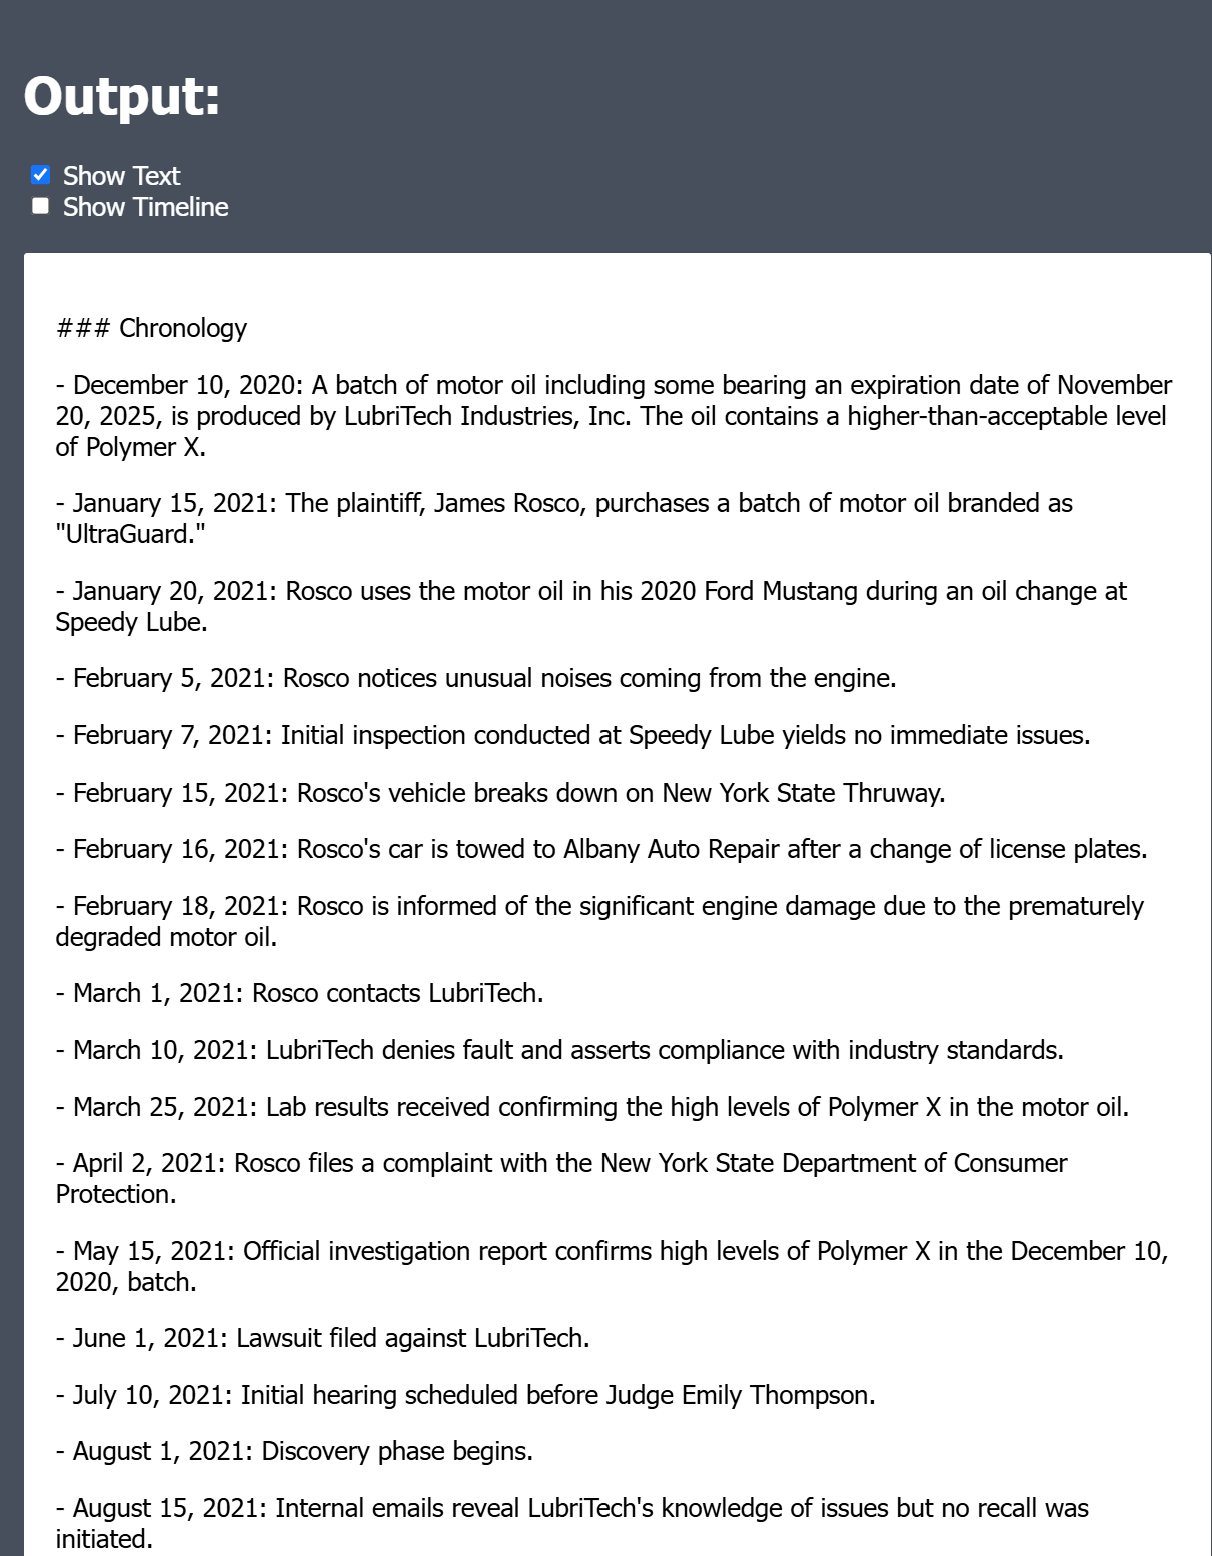 Output:
Show Text
Show Timeline
### Chronology
- December 10, 2020: A batch of motor oil including some bearing an expiration date of November
20, 2025, is produced by LubriTech Industries, Inc. The oil contains a higher-than-acceptable level
of Polymer X.
- January 15, 2021: The plaintiff, James Rosco, purchases a batch of motor oil branded as
"UltraGuard."
- January 20, 2021: Rosco uses the motor oil in his 2020 Ford Mustang during an oil change at
Speedy Lube.
- February 5, 2021: Rosco notices unusual noises coming from the engine.
- February 7, 2021: Initial inspection conducted at Speedy Lube yields no immediate issues.
- February 15, 2021: Rosco's vehicle breaks down on New York State Thruway.
- February 16, 2021: Rosco's car is towed to Albany Auto Repair after a change of license plates.
- February 18, 2021: Rosco is informed of the significant engine damage due to the prematurely
degraded motor oil.
- March 1, 2021: Rosco contacts LubriTech.
- March 10, 2021: LubriTech denies fault and asserts compliance with industry standards.
- March 25, 2021: Lab results received confirming the high levels of Polymer X in the motor oil.
- April 2, 2021: Rosco files a complaint with the New York State Department of Consumer
Protection.
- May 15, 2021: Official investigation report confirms high levels of Polymer X in the December 10,
2020, batch.
- June 1, 2021: Lawsuit filed against LubriTech.
- July 10, 2021: Initial hearing scheduled before Judge Emily Thompson.
- August 1, 2021: Discovery phase begins.
- August 15, 2021: Internal emails reveal LubriTech's knowledge of issues but no recall was
initiated.